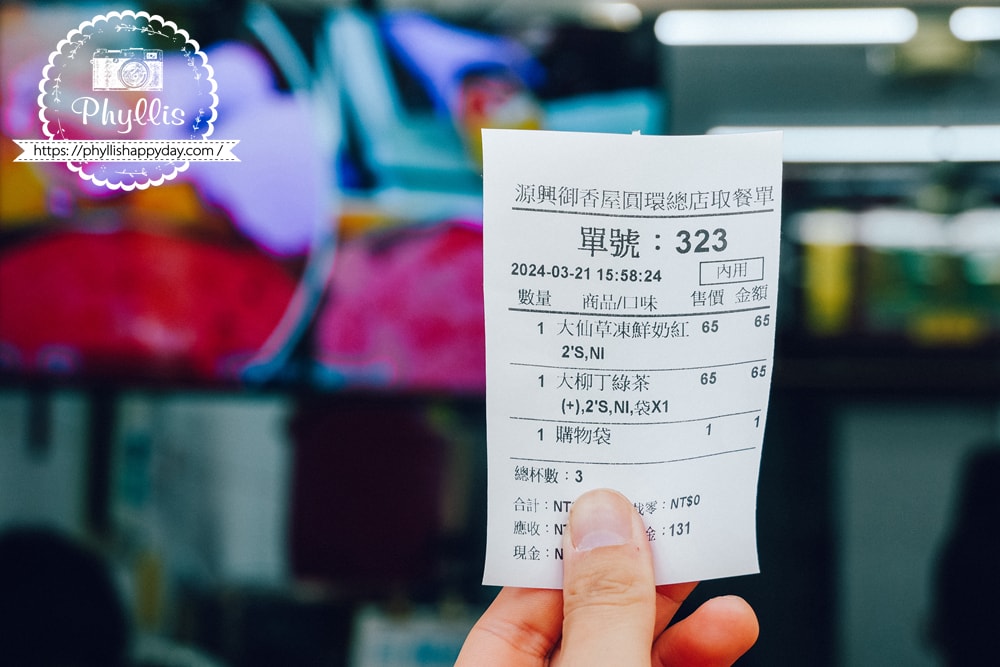 Phyllis
https://phyllishappyday.com/
源興御香屋圓環總店取餐單
單號：323
2024-03-21 15:58:24 內用
數量 商品/口味 售價 金額
1 大仙草凍鮮奶紅 65 65
2'S,NI
1 大柳丁綠茶 65 65
(+),2'S,NI,袋X1
1 購物袋 1 1
總杯數：3
合計：NT 找零：NT$0
應收：N 金：131
現金：N